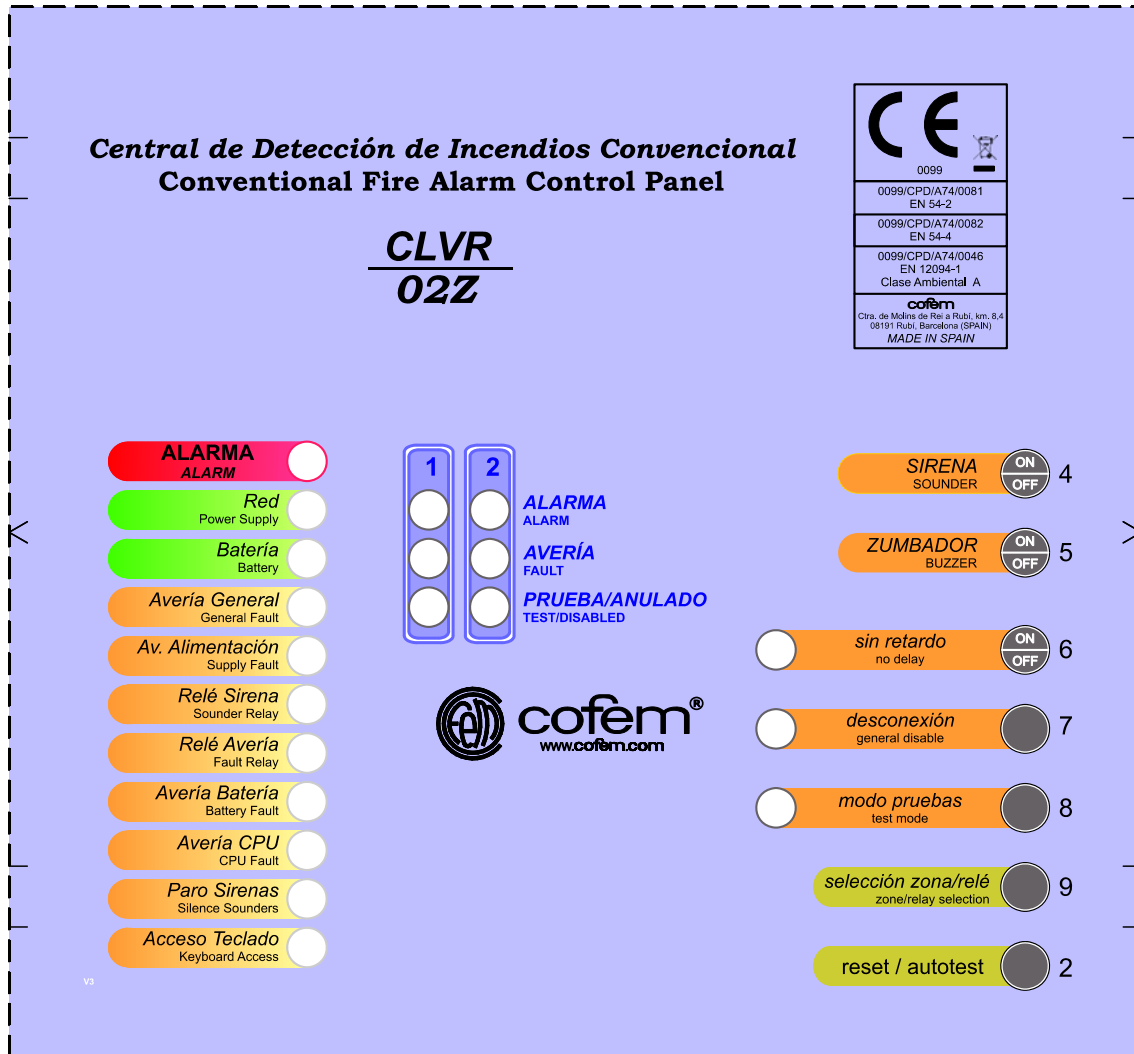 Central de Detección de Incendios Convencional
Conventional Fire Alarm Control Panel
CLVR
02Z
CE
0099
0099/CPD/A74/0081
EN 54-2
0099/CPD/A74/0082
EN 54-4
0099/CPD/A74/0046
EN 12094-1
Clase Ambiental A
cofem
Ctra. de Molins de Rei a Rubí, km. 8,4
08191 Rubí, Barcelona (SPAIN)
MADE IN SPAIN
ALARMA
ALARM
Red
Power Supply
Batería
Battery
Avería General
General Fault
Av. Alimentación
Supply Fault
Relé Sirena
Sounder Relay
Relé Avería
Fault Relay
Avería Batería
Battery Fault
Avería CPU
CPU Fault
Paro Sirenas
Silence Sounders
Acceso Teclado
Keyboard Access
V3
1 2
ALARMA
ALARM
AVERÍA
FAULT
PRUEBA/ANULADO
TEST/DISABLED
cofem®
www.cofem.com
SIRENA
SOUNDER
ON
OFF
4
ZUMBADOR
BUZZER
ON
OFF
5
sin retardo
no delay
ON
OFF
6
desconexión
general disable
7
modo pruebas
test mode
8
selección zona/relé
zone/relay selection
9
reset / autotest
2